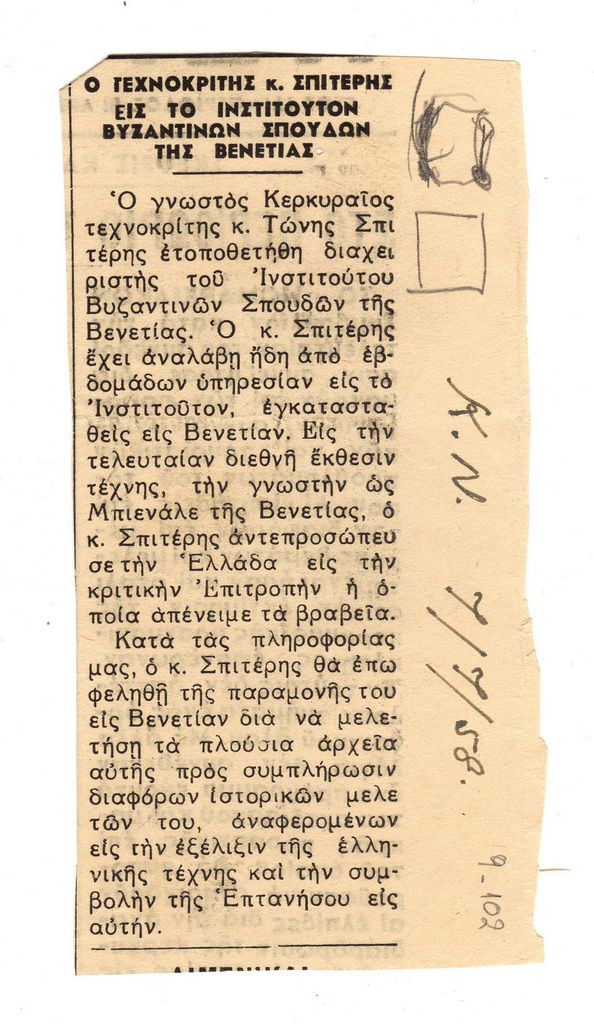 Ο ΤΕΧΝΟΚΡΙΤΗΣ κ. ΣΠΙΤΕΡΗΣ
ΕΙΣ ΤΟ ΙΝΣΤΙΤΟΥΤΟΝ
ΒΥΖΑΝΤΙΝΩΝ ΣΠΟΥΔΩΝ
ΤΗΣ ΒΕΝΕΤΙΑΣ
Ὁ γνωστὸς Κερκυραῖος
τεχνοκρίτης κ. Τώνης Σπι
τέρης ἐτοποθετήθη διαχει
ριστὴς τοῦ Ἰνστιτούτου
Βυζαντινῶν Σπουδῶν τῆς
Βενετίας. Ὁ κ. Σπιτέρης
ἔχει ἀναλάβῃ ἤδη ἀπὸ ἑβ-
δομάδων ὑπηρεσίαν εἰς τὸ
Ἰνστιτοῦτον, ἐγκατασta-
θεὶς εἰς Βενετίαν. Εἰς τὴν
τελευταίαν διεθνῆ ἔκθεσιν
τέχνης, τὴν γνωστὴν ὡς
Μπιενάλε τῆς Βενετίας, ὁ
κ. Σπιτέρης ἀντεπροσώπευ
σε τὴν Ἑλλάδα εἰς τὴν
κριτικὴν Ἐπιτροπὴν ἡ ὁ-
ποία ἀπένειμε τὰ βραβεῖα.
Κατὰ τὰς πληροφορίας
μας, ὁ κ. Σπιτέρης θὰ ἐπω
φεληθῇ τῆς παραμονῆς του
εἰς Βενετίαν διὰ νὰ μελε-
τήσῃ τὰ πλούσια ἀρχεῖα
αὐτῆς πρὸς συμπλήρωσιν
διαφόρων ἱστορικῶν μελε
τῶν του, ἀναφερομένων
εἰς τὴν ἐξέλιξιν τῆς ἑλλη-
νικῆς τέχνης καὶ τὴν συμ-
βολὴν τῆς Ἑπτανήσου εἰς
αὐτήν.
Κ. Ν. 7/7/58.
9-102